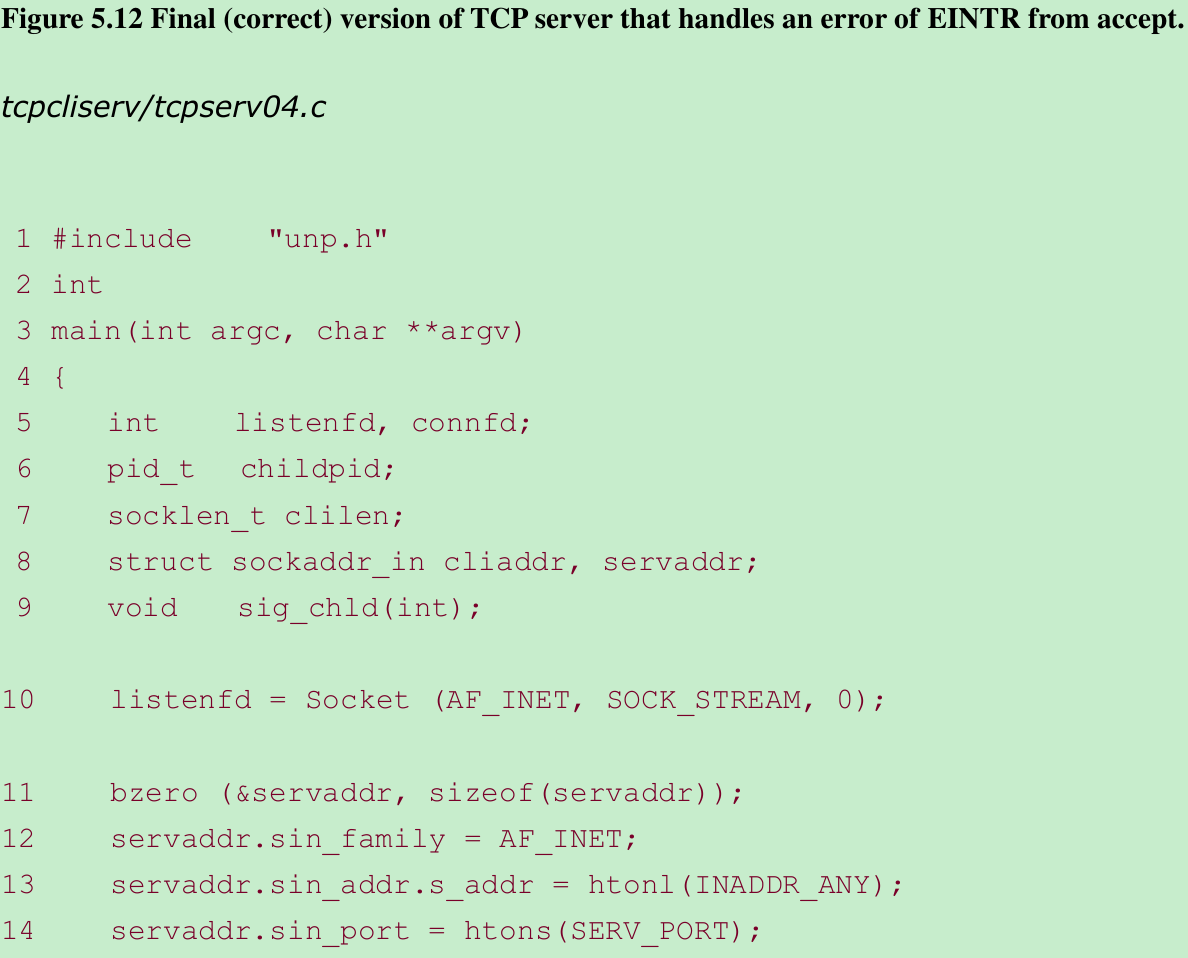 Figure 5.12 Final (correct) version of TCP server that handles an error of EINTR from accept.
tcpcliserv/tcpserv04.c
1 #include    "unp.h"
2 int
3 main(int argc, char **argv)
4 {
5    int    listenfd, connfd;
6    pid_t   childpid;
7    socklen_t clilen;
8    struct sockaddr_in cliaddr, servaddr;
9    void   sig_chld(int);
10    listenfd = Socket (AF_INET, SOCK_STREAM, 0);
11    bzero (&servaddr, sizeof(servaddr));
12    servaddr.sin_family = AF_INET;
13    servaddr.sin_addr.s_addr = htonl(INADDR_ANY);
14    servaddr.sin_port = htons(SERV_PORT);